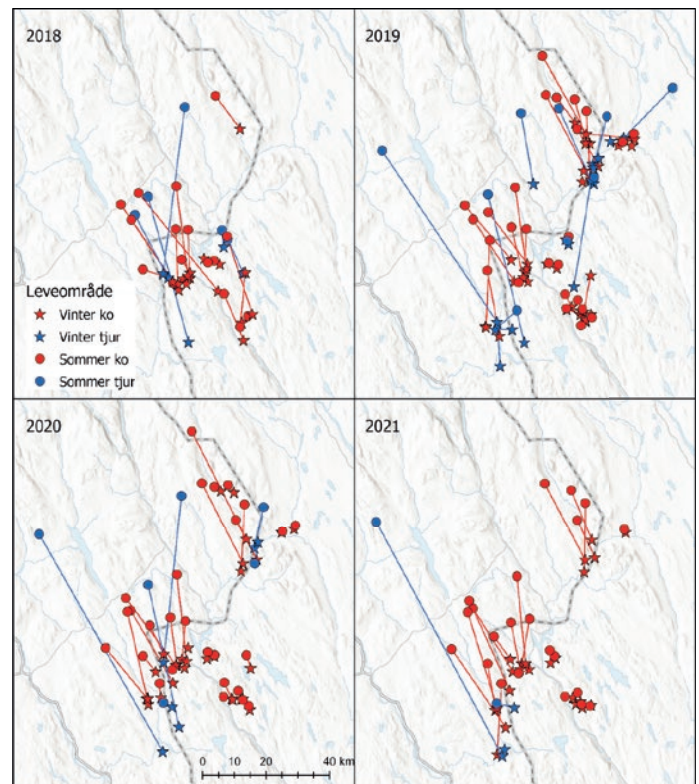 2018
2019
Leveområde
Vinter ko
Vinter tjur
Sommer ko
Sommer tjur
2020
2021
0 10 20 40 km